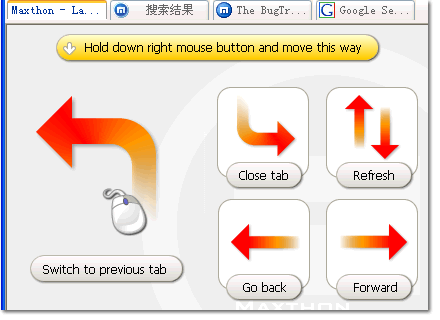 Maxthon - La...
搜索结果
The BugTr...
Google Se...
Hold down right mouse button and move this way
Switch to previous tab
Close tab
Refresh
Go back
Forward
MAXTHON